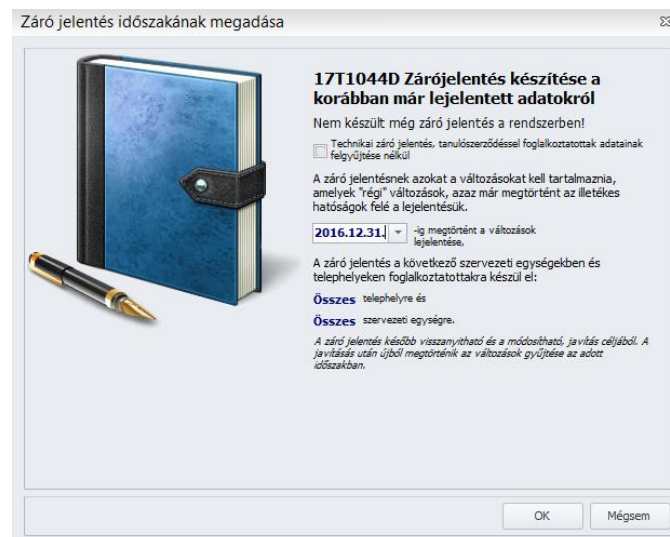 Záró jelentés időszakának megadása
17T1044D Zárójelentés készítése a
korábban már lejelentett adatokról
Nem készült még záró jelentés a rendszerben!
Technikai záró jelentés, tanulószerződéssel foglalkoztatottak adatainak
felgyűjtése nélkül
A záró jelentésnek azokat a változásokat kell tartalmaznia,
amelyek "régi" változások, azaz már megtörtént az illetékes
hatóságok felé a lejelentésük.
2016.12.31. -ig megtörtént a változások
lejelentése,
A záró jelentés a következő szervezeti egységekben és
telephelyeken foglalkoztatottakra készül el:
Összes telephelyre és
Összes szervezeti egységre.
A záró jelentés később visszanyitható és a módosítható, javítás céljából. A
javítását után újból megtörténik az változások gyűjtése az adott
időszakban.
OK Mégsem